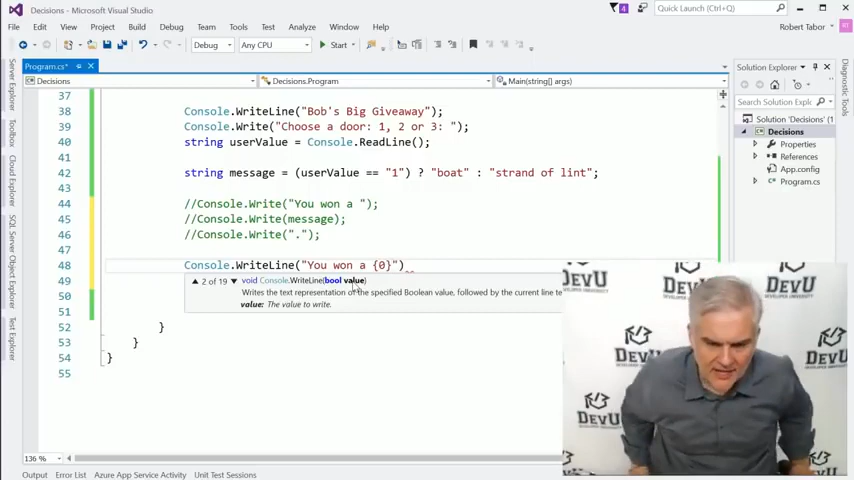 Decisions - Microsoft Visual Studio
4
Quick Launch (Ctrl+Q)
File Edit View Project Build Debug Team Tools Test Analyze Window Help
Robert Tabor RT
Debug Any CPU Start
Program.cs*
Decisions Decisions.Program Main(string[] args)
Solution Explorer
Search Solution Explorer
Solution 'Decisions' (1
Decisions
Properties
References
App.config
Program.cs
Server Explorer
Toolbox
Cloud Explorer
SQL Server Object Explorer
Test Explorer
Diagnostic Tools
37
38 Console.WriteLine("Bob's Big Giveaway");
39 Console.Write("Choose a door: 1, 2 or 3: ");
40 string userValue = Console.ReadLine();
41
42 string message = (userValue == "1") ? "boat" : "strand of lint";
43
44 //Console.Write("You won a ");
45 //Console.Write(message);
46 //Console.Write(".");
47
48 Console.WriteLine("You won a {0}")
49
50
51
52 }
53 }
54 }
55
2 of 19 void Console.WriteLine(bool value)
Writes the text representation of the specified Boolean value, followed by the current line te
value: The value to write.
136 %
Output Error List Azure App Service Activity Unit Test Sessions
DEVU
DEVU
DEVU